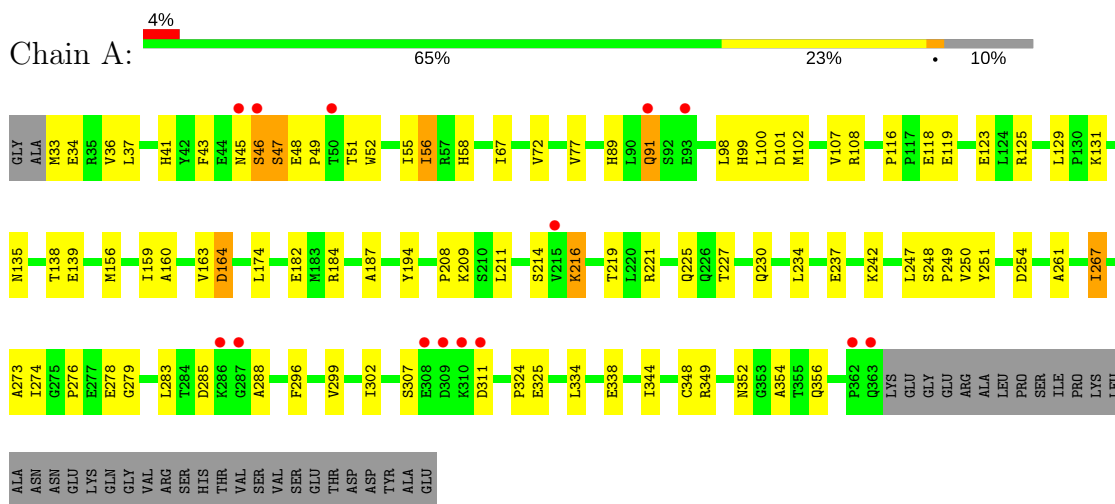 4%
Chain A:
65% 23% • 10%
GLY ALA M33 E34 R35 V36 L37 H41 Y42 F43 E44 N45 S46 S47 E48 P49 T50 T51 W52 I55 I56 R57 H58 I67 V72 V77 H89 L90 Q91 S92 E93 L98 H99 L100 D101 M102 V107 R108 P116 P117 E118 E119 E123 L124 R125 L129 P130 K131
N135 T138 E139 M156 I159 A160 V163 D164 L174 E182 M183 R184 A187 Y194 P208 K209 S210 L211 S214 V215 K216 T219 L220 R221 Q225 Q226 T227 Q230 L234 E237 K242 L247 S248 P249 V250 Y251 D254 A261 I267
A273 I274 G275 P276 E277 E278 G279 L283 T284 D285 K286 G287 A288 F296 V299 I302 S307 E308 D309 K310 D311 P324 E325 L334 E338 I344 C348 R349 N352 G353 A354 T355 Q356 P362 Q363 LYS GLU GLY GLU ARG ALA LEU PRO SER ILE PRO LYS LEU
ALA ASN ASN GLU LYS GLN GLY VAL ARG SER HIS THR VAL SER VAL SER GLU THR ASP ASP TYR ALA GLU